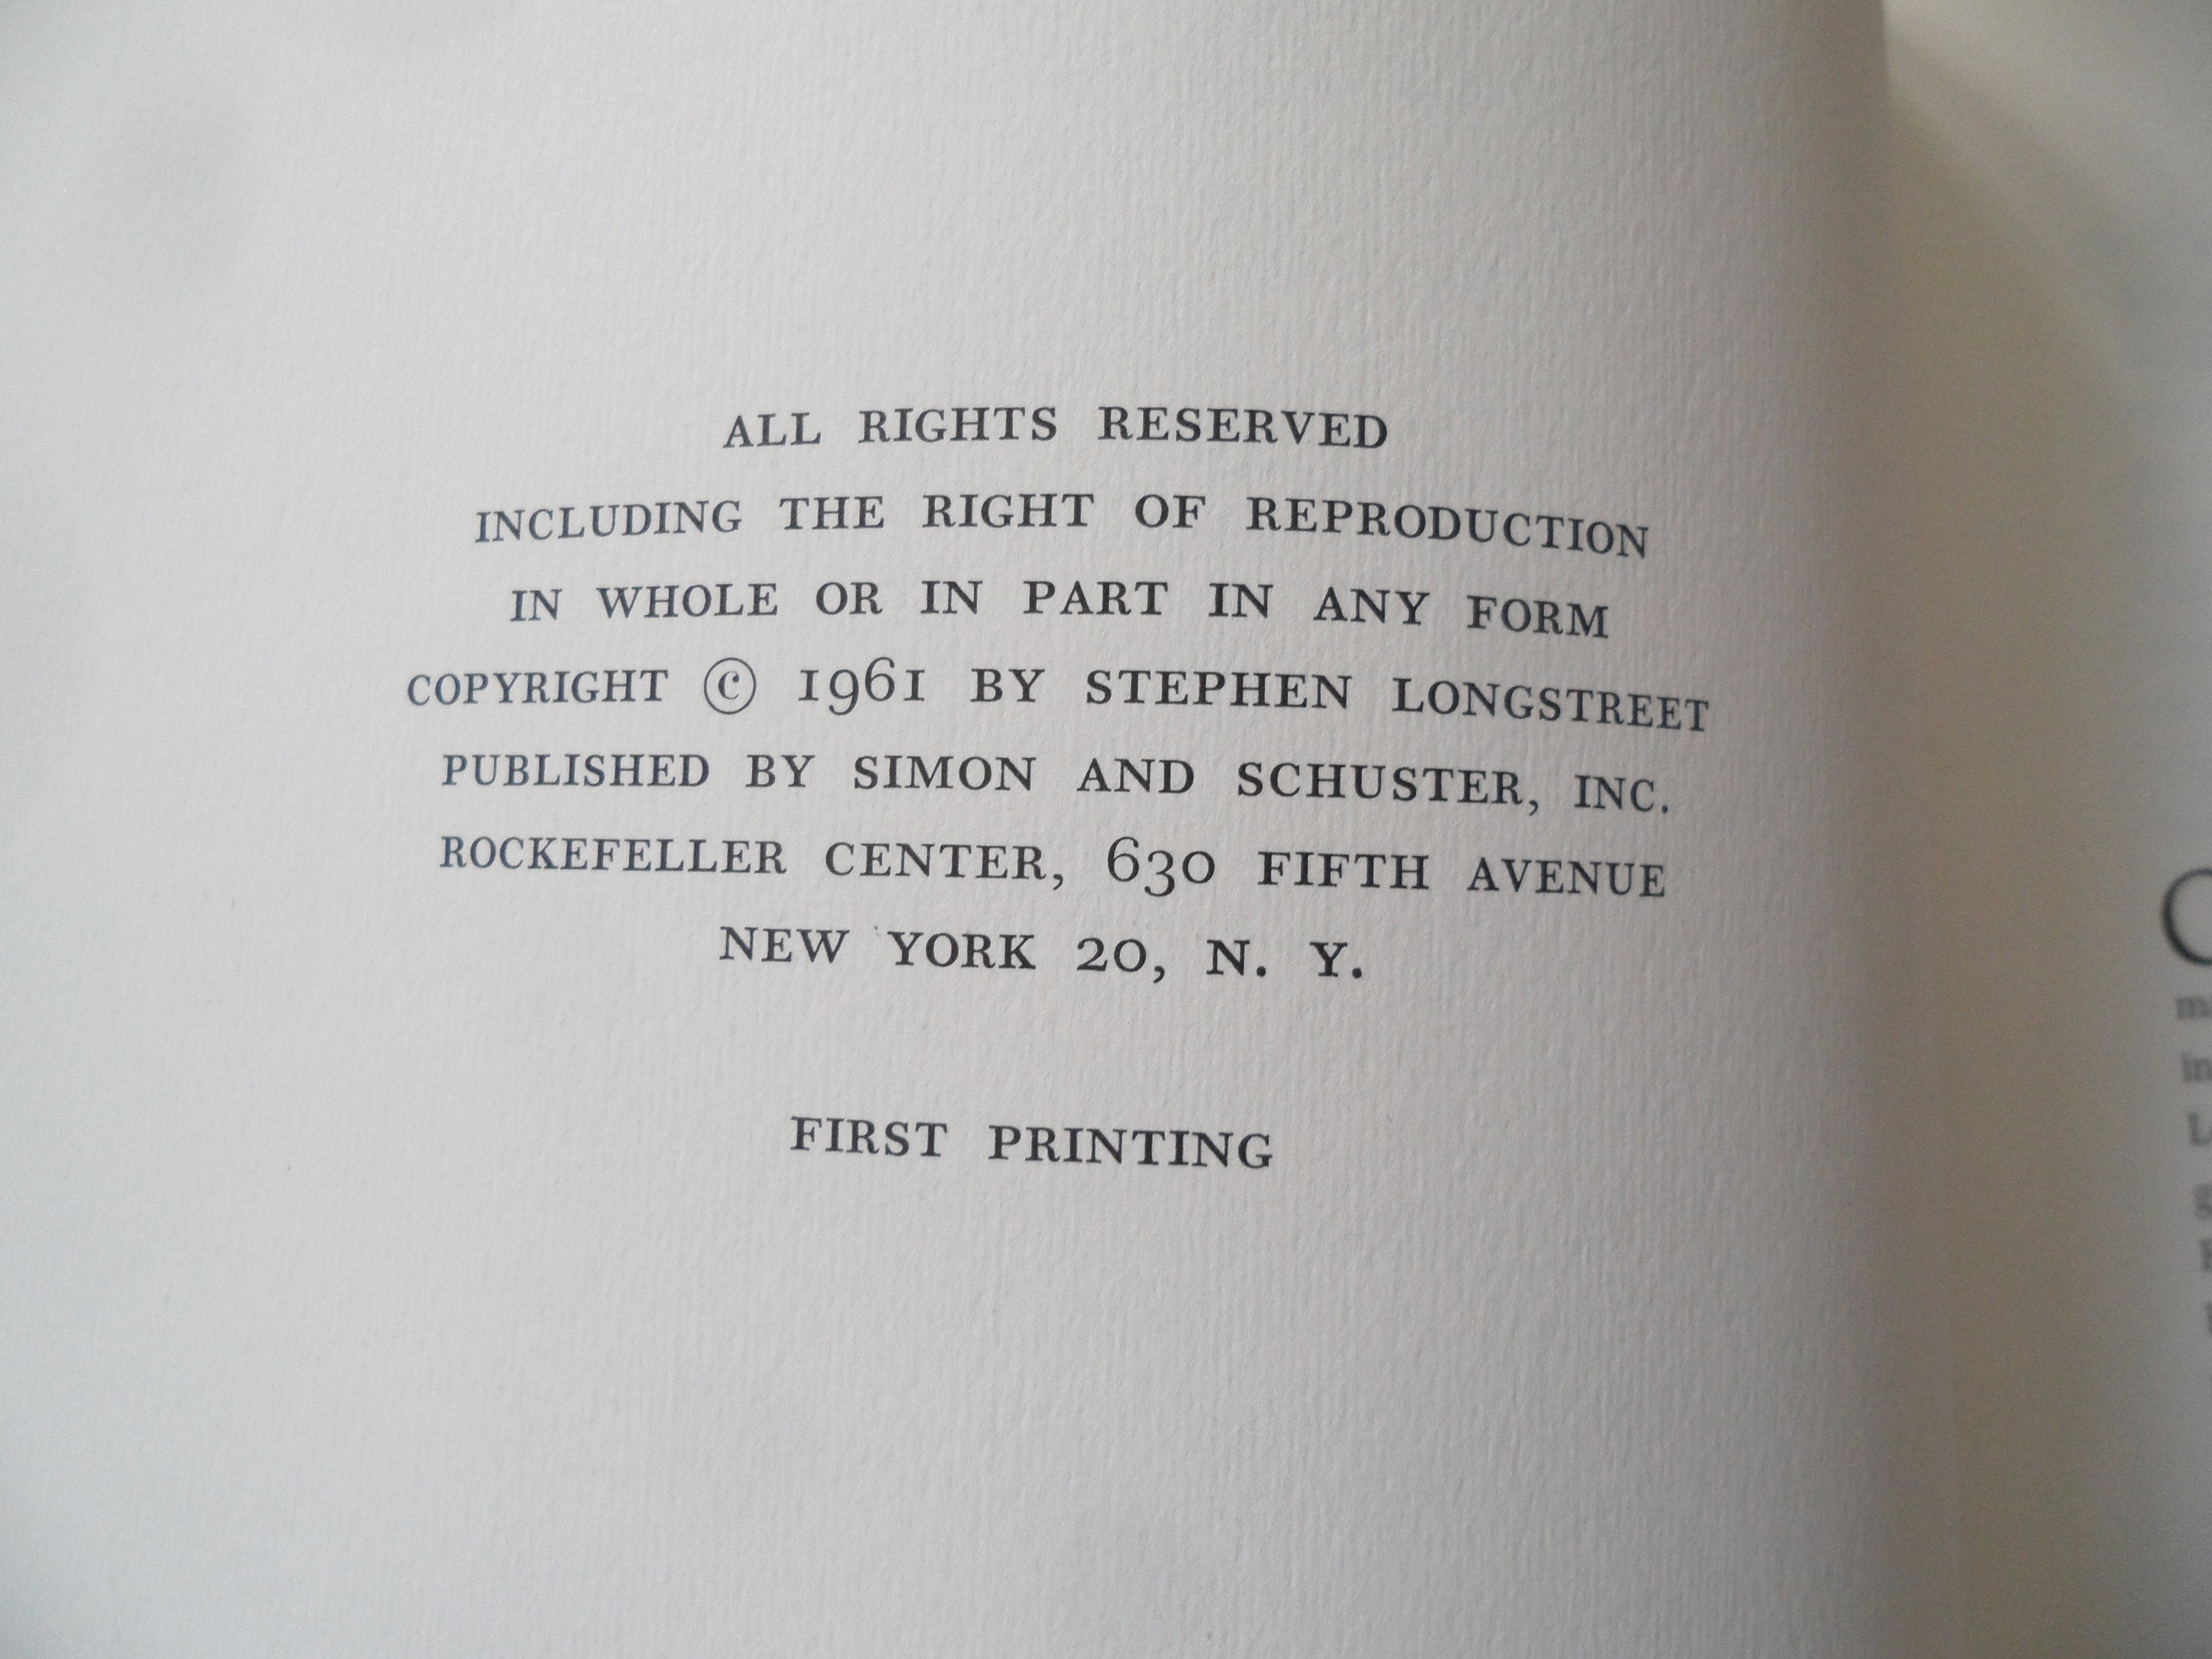 ALL RIGHTS RESERVED
INCLUDING THE RIGHT OF REPRODUCTION
IN WHOLE OR IN PART IN ANY FORM
COPYRIGHT © 1961 BY STEPHEN LONGSTREET
PUBLISHED BY SIMON AND SCHUSTER, INC.
ROCKEFELLER CENTER, 630 FIFTH AVENUE
NEW YORK 20, N. Y.
FIRST PRINTING